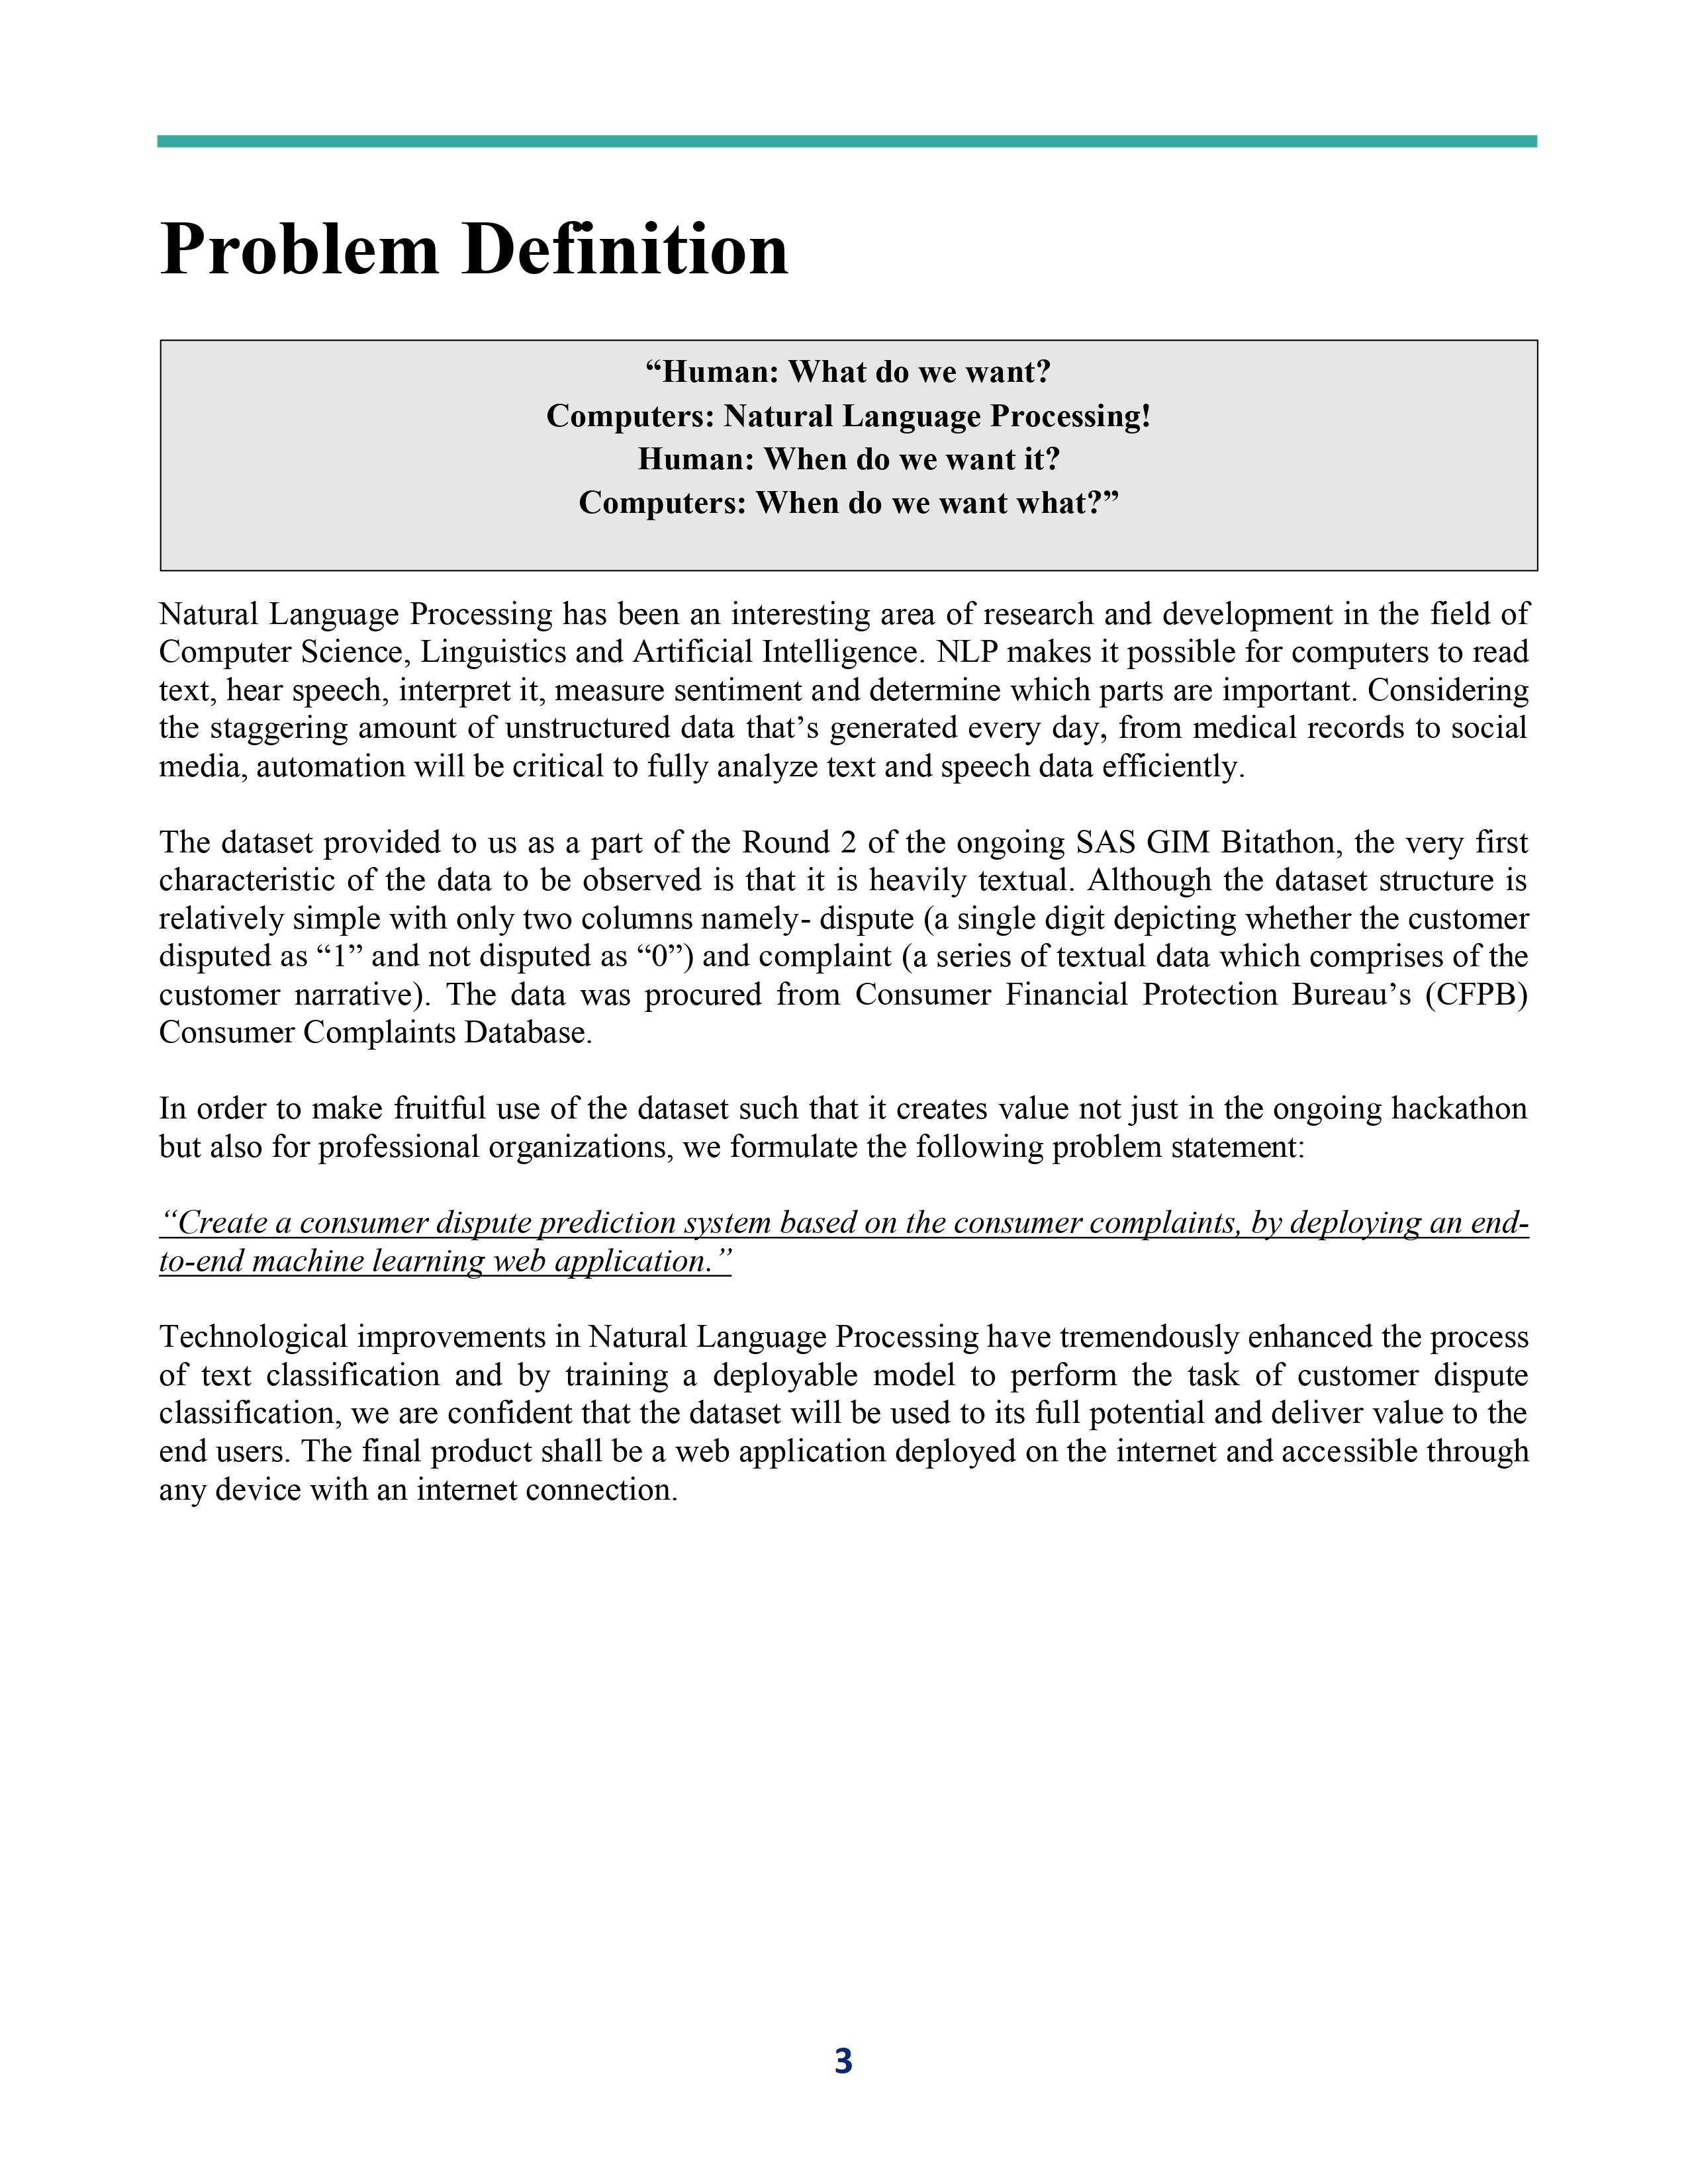 Problem Definition
“Human: What do we want?
Computers: Natural Language Processing!
Human: When do we want it?
Computers: When do we want what?”
Natural Language Processing has been an interesting area of research and development in the field of
Computer Science, Linguistics and Artificial Intelligence. NLP makes it possible for computers to read
text, hear speech, interpret it, measure sentiment and determine which parts are important. Considering
the staggering amount of unstructured data that’s generated every day, from medical records to social
media, automation will be critical to fully analyze text and speech data efficiently.
The dataset provided to us as a part of the Round 2 of the ongoing SAS GIM Bitathon, the very first
characteristic of the data to be observed is that it is heavily textual. Although the dataset structure is
relatively simple with only two columns namely- dispute (a single digit depicting whether the customer
disputed as “1” and not disputed as “0”) and complaint (a series of textual data which comprises of the
customer narrative). The data was procured from Consumer Financial Protection Bureau’s (CFPB)
Consumer Complaints Database.
In order to make fruitful use of the dataset such that it creates value not just in the ongoing hackathon
but also for professional organizations, we formulate the following problem statement:
“Create a consumer dispute prediction system based on the consumer complaints, by deploying an end-
to-end machine learning web application.”
Technological improvements in Natural Language Processing have tremendously enhanced the process
of text classification and by training a deployable model to perform the task of customer dispute
classification, we are confident that the dataset will be used to its full potential and deliver value to the
end users. The final product shall be a web application deployed on the internet and accessible through
any device with an internet connection.
3